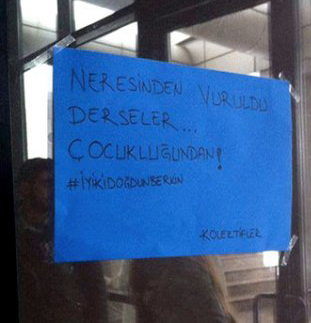 NERESİNDEN VURULDU
DERSELER...
ÇOCUKLUĞUNDAN!
#İYİKİDOĞDUNBERKİN
KOLEKTİFLER